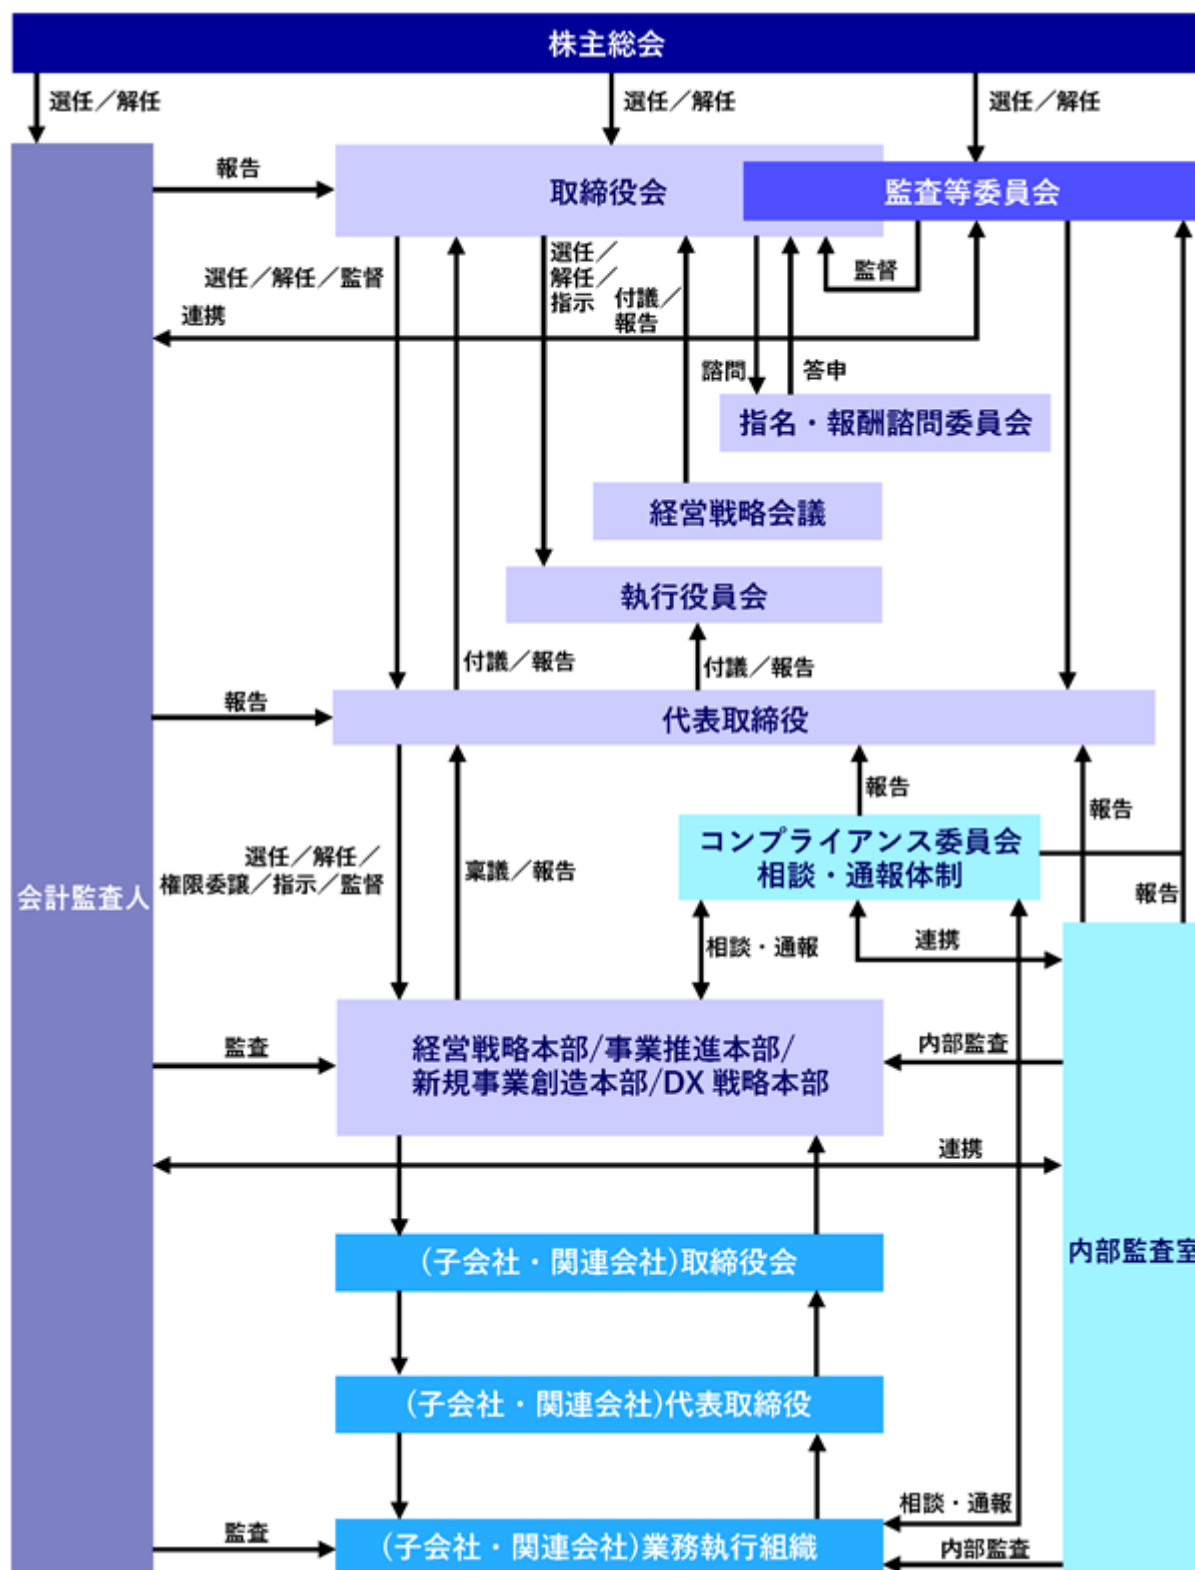 株主総会
選任／解任
選任／解任
選任／解任
報告
取締役会
監査等委員会
選任／解任／監督
選任／
解任／
指示
付議／
報告
監督
連携
諮問
答申
指名・報酬諮問委員会
経営戦略会議
執行役員会
付議／報告
付議／報告
報告
代表取締役
報告
報告
コンプライアンス委員会
相談・通報体制
選任／解任／
権限委譲／指示／監督
稟議／報告
会計監査人
報告
相談・通報
連携
監査
経営戦略本部/事業推進本部/
新規事業創造本部/DX 戦略本部
内部監査
連携
(子会社・関連会社)取締役会
内部監査室
(子会社・関連会社)代表取締役
相談・通報
監査
(子会社・関連会社)業務執行組織
内部監査